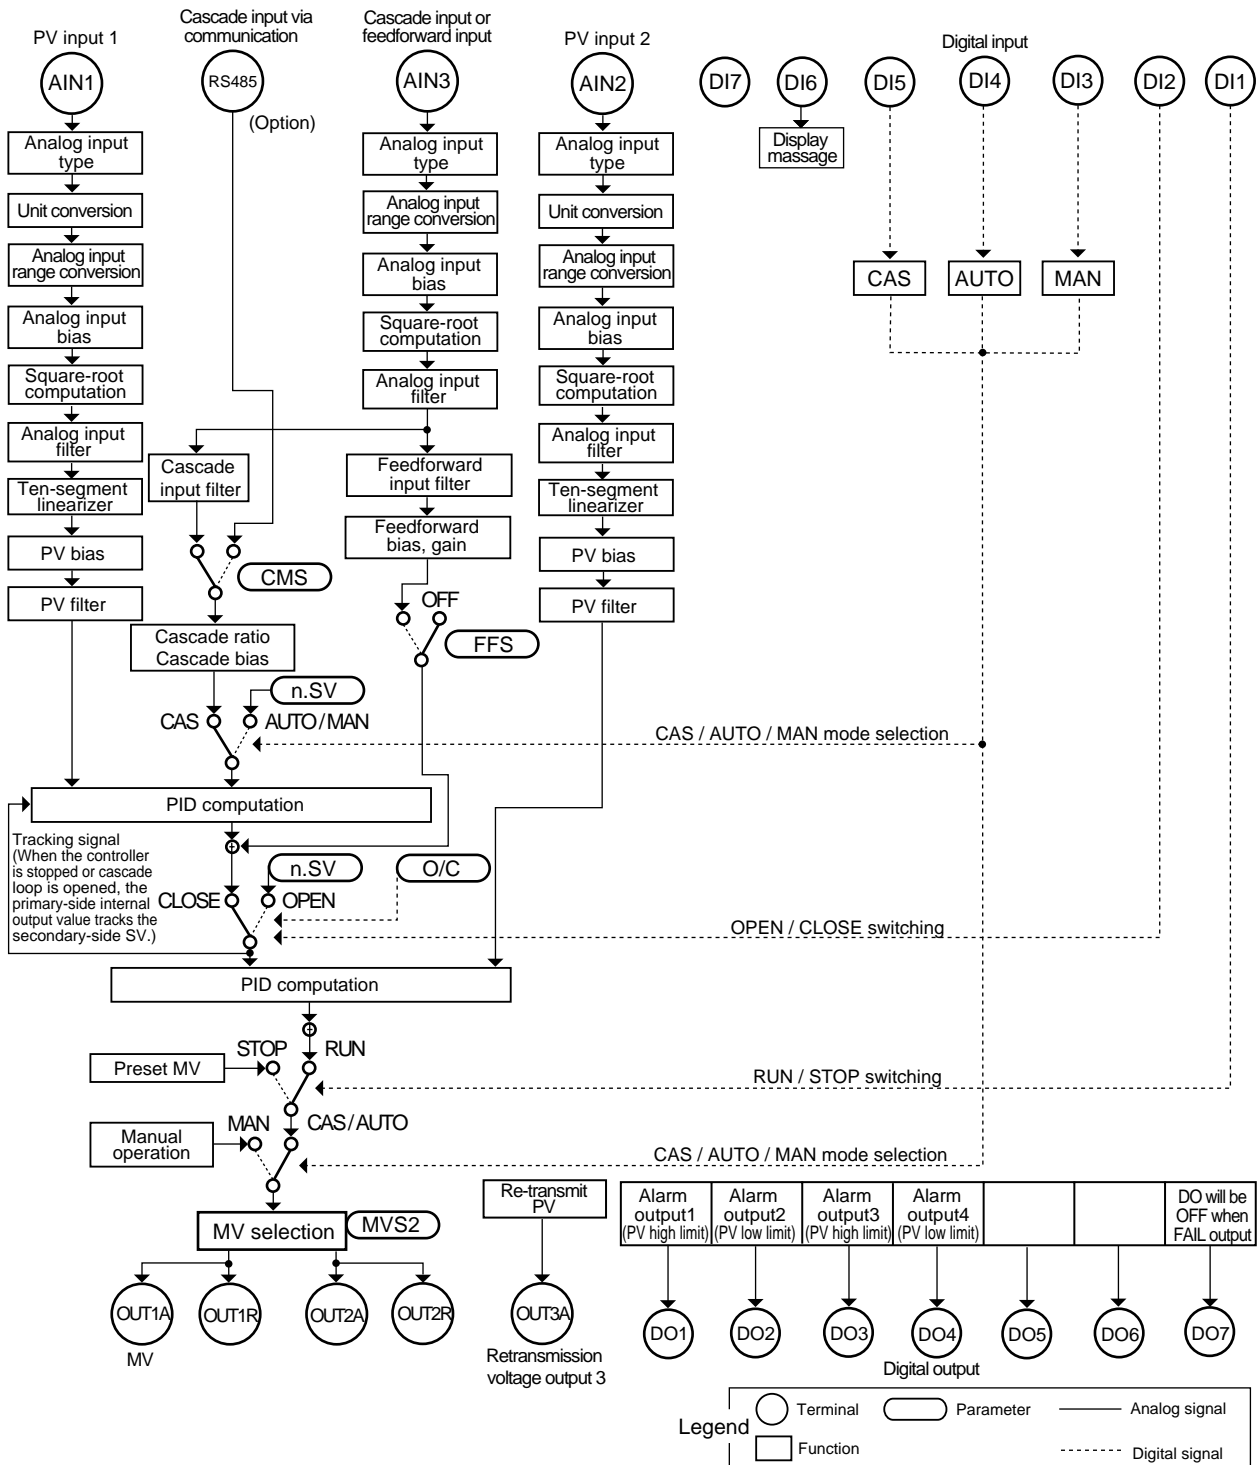 Cascade input via
communication
Cascade input or
feedforward input
PV input 1
PV input 2
Digital input
AIN1
RS485
AIN3
AIN2
DI7
DI6
DI5
DI4
DI3
DI2
DI1
(Option)
Display
massage
Analog input
type
Analog input
type
Analog input
type
Unit conversion
Analog input
range conversion
Unit conversion
Analog input
range conversion
Analog input
bias
Analog input
range conversion
CAS
AUTO
MAN
Analog input
bias
Square-root
computation
Analog input
bias
Square-root
computation
Analog input
filter
Square-root
computation
Analog input
filter
Cascade
input filter
Feedforward
input filter
Analog input
filter
Ten-segment
linearizer
Feedforward
bias, gain
Ten-segment
linearizer
PV bias
CMS
PV bias
PV filter
OFF
PV filter
Cascade ratio
Cascade bias
FFS
n.SV
CAS
AUTO / MAN
CAS / AUTO / MAN mode selection
PID computation
Tracking signal
(When the controller
is stopped or cascade
loop is opened, the
primary-side internal
output value tracks the
secondary-side SV.)
n.SV
O/C
CLOSE
OPEN
OPEN / CLOSE switching
PID computation
STOP
RUN
Preset MV
RUN / STOP switching
MAN
CAS / AUTO
Manual
operation
CAS / AUTO / MAN mode selection
MV selection
MVS2
Re-transmit
PV
Alarm
output1
(PV high limit)
Alarm
output2
(PV low limit)
Alarm
output3
(PV high limit)
Alarm
output4
(PV low limit)
DO will be
OFF when
FAIL output
OUT1A
OUT1R
OUT2A
OUT2R
OUT3A
DO1
DO2
DO3
DO4
DO5
DO6
DO7
MV
Retransmission
voltage output 3
Digital output
Legend
Terminal
Parameter
Analog signal
Function
Digital signal